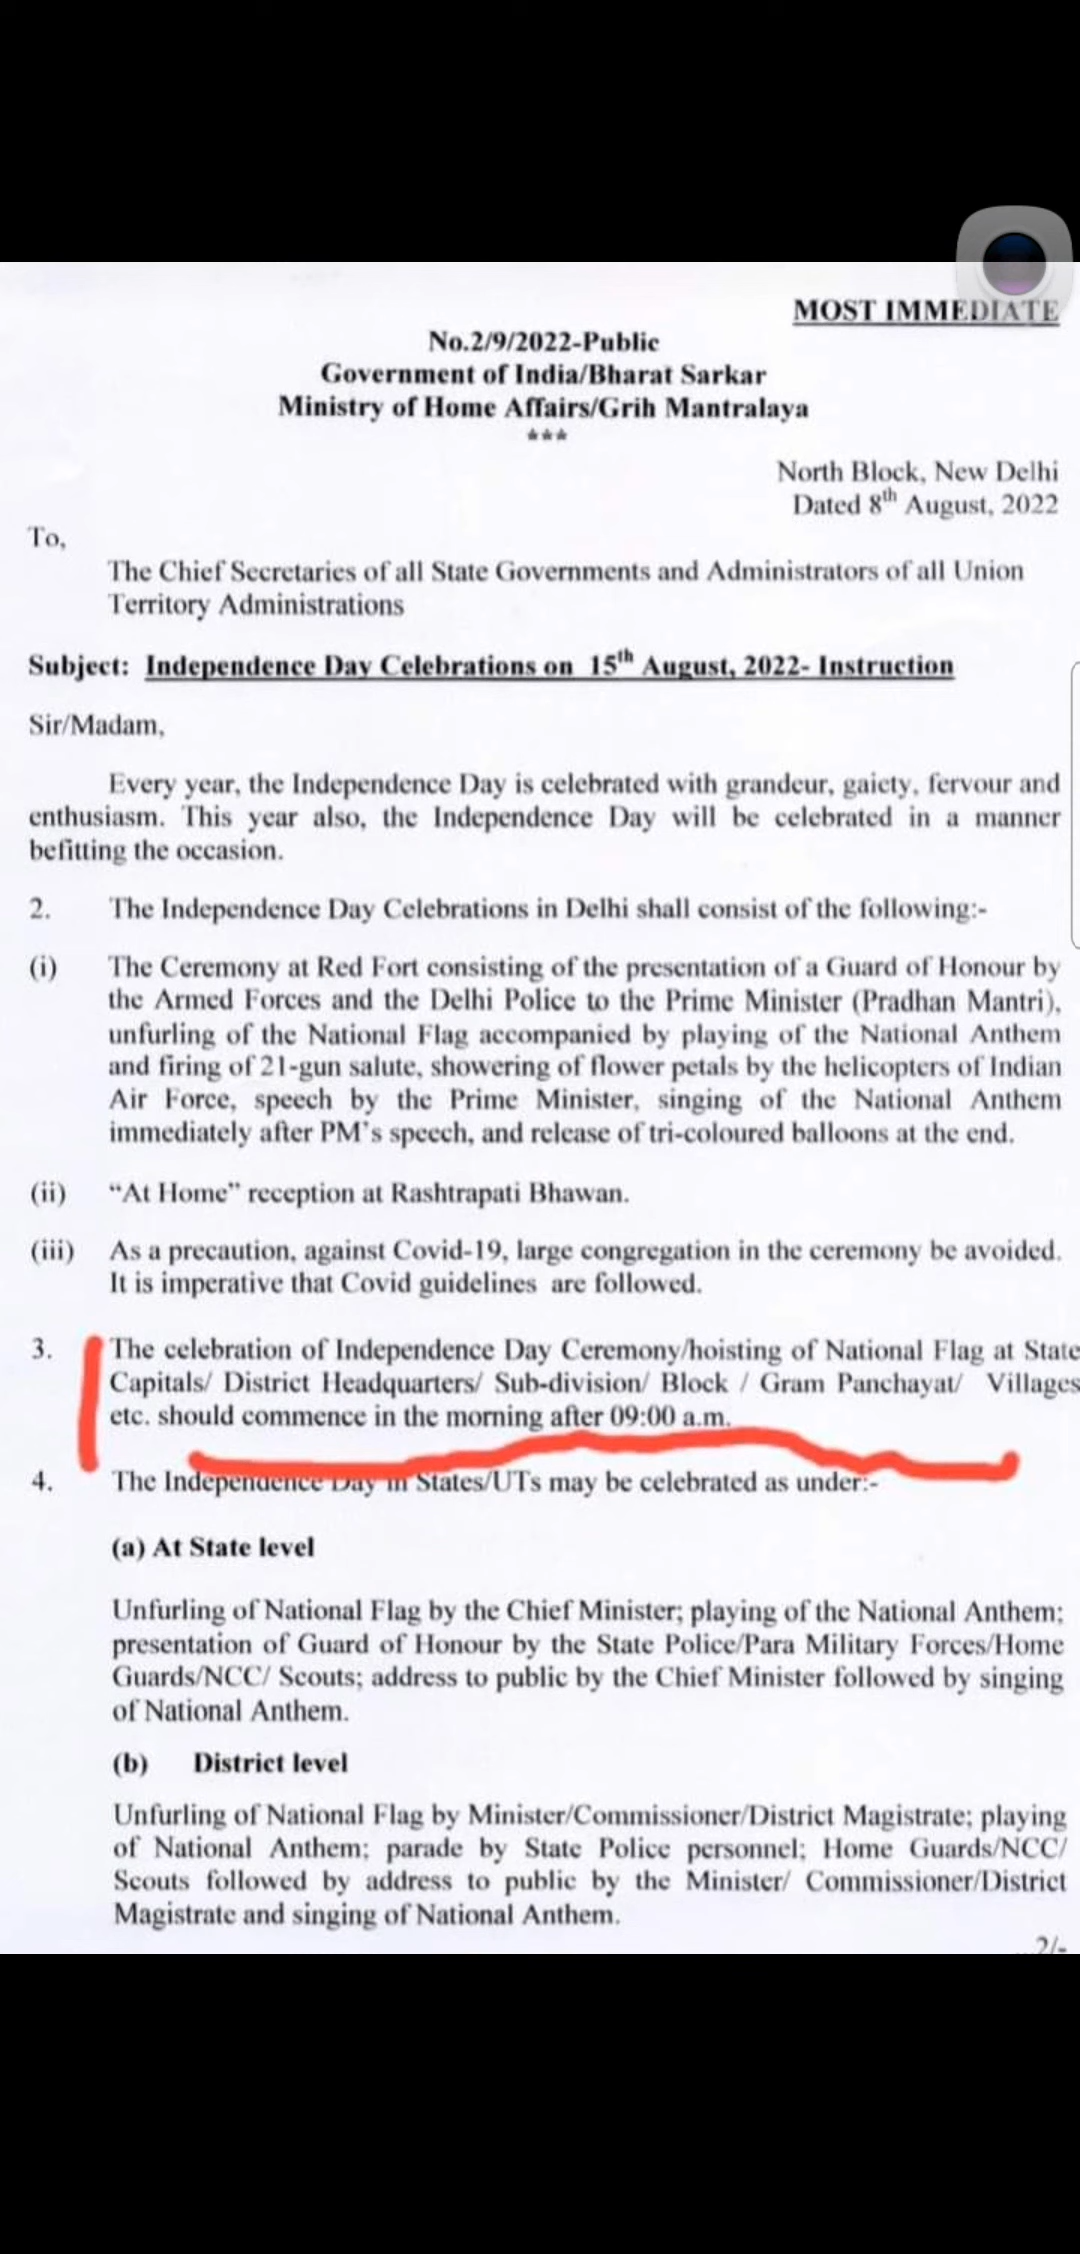 MOST IMMEDIATE
No.2/9/2022-Public
Government of India/Bharat Sarkar
Ministry of Home Affairs/Grih Mantralaya
***
North Block, New Delhi
Dated 8th August, 2022
To,
The Chief Secretaries of all State Governments and Administrators of all Union
Territory Administrations
Subject: Independence Day Celebrations on 15th August, 2022- Instruction
Sir/Madam,
Every year, the Independence Day is celebrated with grandeur, gaiety, fervour and
enthusiasm. This year also, the Independence Day will be celebrated in a manner
befitting the occasion.
2. The Independence Day Celebrations in Delhi shall consist of the following:-
(i) The Ceremony at Red Fort consisting of the presentation of a Guard of Honour by
the Armed Forces and the Delhi Police to the Prime Minister (Pradhan Mantri),
unfurling of the National Flag accompanied by playing of the National Anthem
and firing of 21-gun salute, showering of flower petals by the helicopters of Indian
Air Force, speech by the Prime Minister, singing of the National Anthem
immediately after PM's speech, and release of tri-coloured balloons at the end.
(ii) "At Home" reception at Rashtrapati Bhawan.
(iii) As a precaution, against Covid-19, large congregation in the ceremony be avoided.
It is imperative that Covid guidelines are followed.
3. The celebration of Independence Day Ceremony/hoisting of National Flag at State
Capitals/ District Headquarters/ Sub-division/ Block / Gram Panchayat/ Villages
etc. should commence in the morning after 09:00 a.m.
4. The Independence Day in States/UTs may be celebrated as under:-
(a) At State level
Unfurling of National Flag by the Chief Minister; playing of the National Anthem;
presentation of Guard of Honour by the State Police/Para Military Forces/Home
Guards/NCC/ Scouts; address to public by the Chief Minister followed by singing
of National Anthem.
(b) District level
Unfurling of National Flag by Minister/Commissioner/District Magistrate; playing
of National Anthem; parade by State Police personnel; Home Guards/NCC/
Scouts followed by address to public by the Minister/ Commissioner/District
Magistrate and singing of National Anthem.
2/-